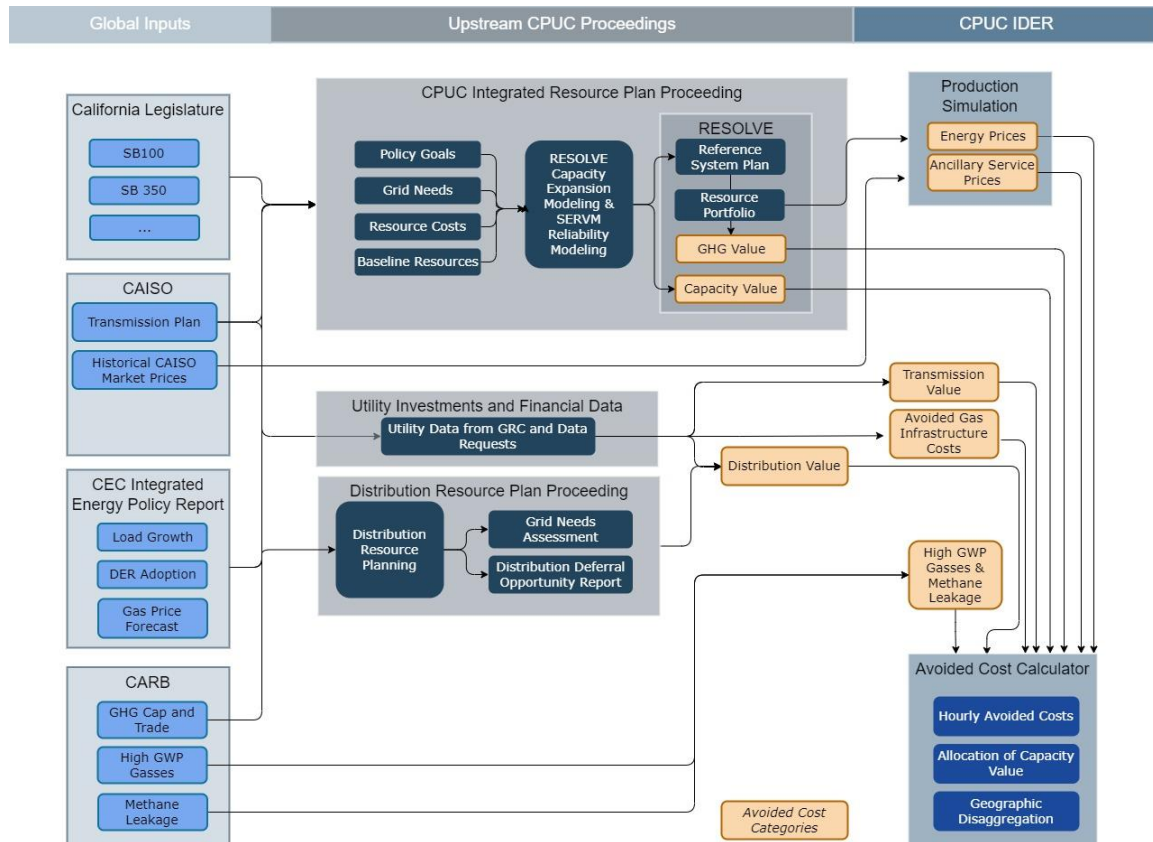 Global Inputs
Upstream CPUC Proceedings
CPUC IDER
California Legislature
SB100
SB 350
...
CAISO
Transmission Plan
Historical CAISO
Market Prices
CEC Integrated
Energy Policy Report
Load Growth
DER Adoption
Gas Price
Forecast
CARB
GHG Cap and
Trade
High GWP
Gasses
Methane
Leakage
CPUC Integrated Resource Plan Proceeding
Policy Goals
Grid Needs
Resource Costs
Baseline Resources
RESOLVE
Capacity
Expansion
Modeling &
SERVM
Reliability
Modeling
RESOLVE
Reference
System Plan
Resource
Portfolio
GHG Value
Capacity Value
Utility Investments and Financial Data
Utility Data from GRC and Data
Requests
Distribution Resource Plan Proceeding
Distribution
Resource
Planning
Grid Needs
Assessment
Distribution Deferral
Opportunity Report
Production
Simulation
Energy Prices
Ancillary Service
Prices
Transmission
Value
Avoided Gas
Infrastructure
Costs
Distribution Value
High GWP
Gasses &
Methane
Leakage
Avoided Cost Calculator
Hourly Avoided Costs
Allocation of Capacity
Value
Geographic
Disaggregation
Avoided Cost
Categories